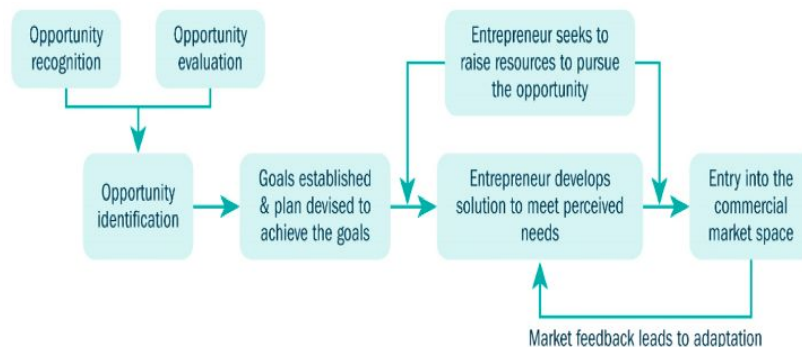 Opportunity
recognition
Opportunity
evaluation
Entrepreneur seeks to
raise resources to pursue
the opportunity
Opportunity
identification
Goals established
& plan devised to
achieve the goals
Entrepreneur develops
solution to meet perceived
needs
Entry into the
commercial
market space
Market feedback leads to adaptation